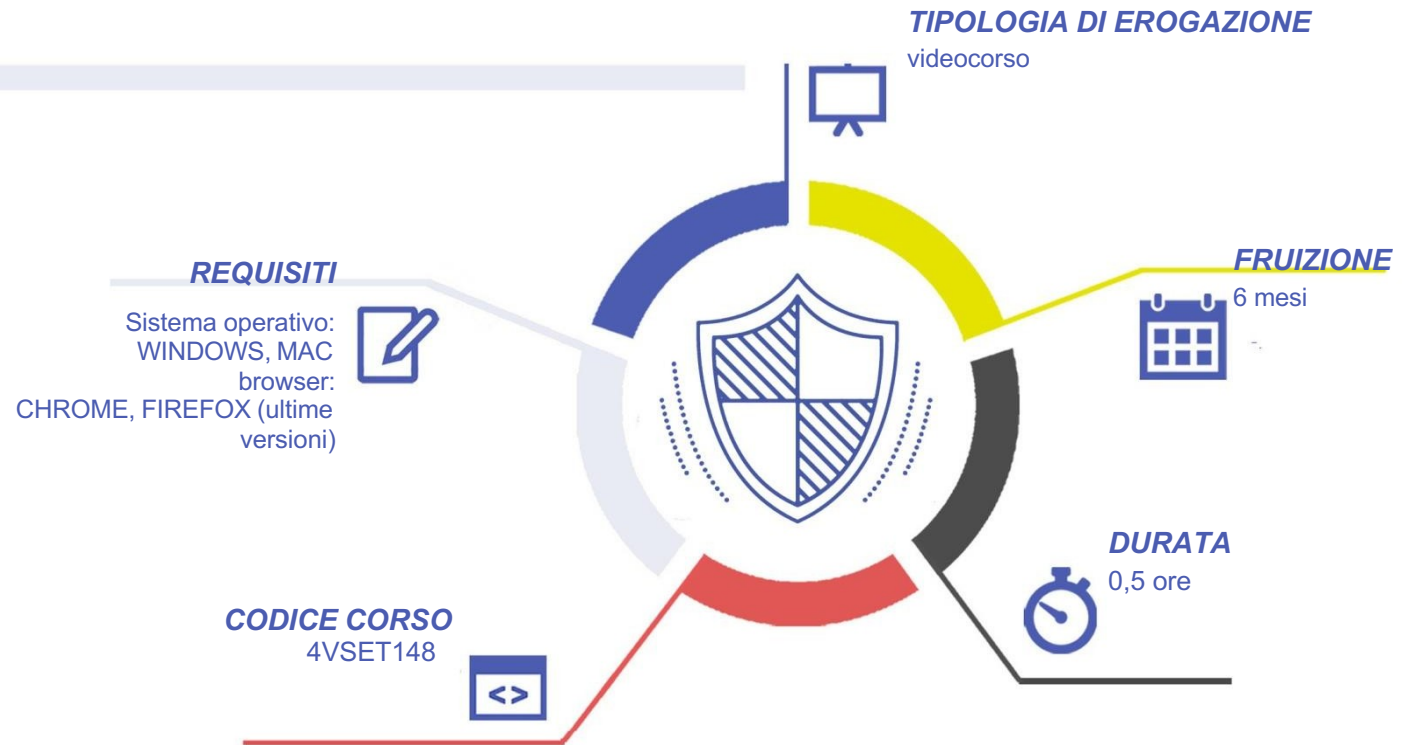 TIPOLOGIA DI EROGAZIONE
videocorso
REQUISITI
Sistema operativo:
WINDOWS, MAC
browser:
CHROME, FIREFOX (ultime
versioni)
FRUIZIONE
6 mesi
DURATA
0,5 ore
CODICE CORSO
4VSET148
<>